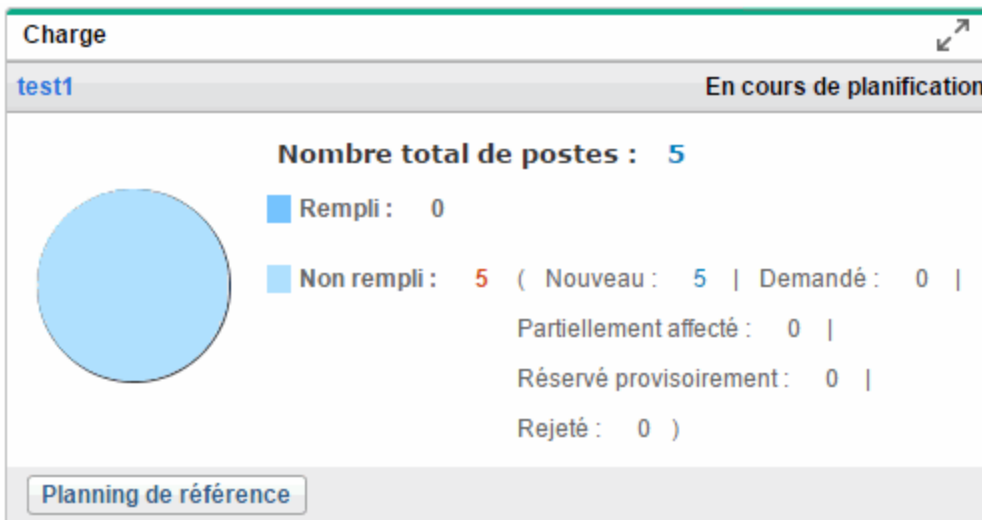 Charge
test1 En cours de planification
Nombre total de postes : 5
Rempli : 0
Non rempli : 5 ( Nouveau : 5 | Demandé : 0 |
Partiellement affecté : 0 |
Réservé provisoirement : 0 |
Rejeté : 0 )
Planning de référence